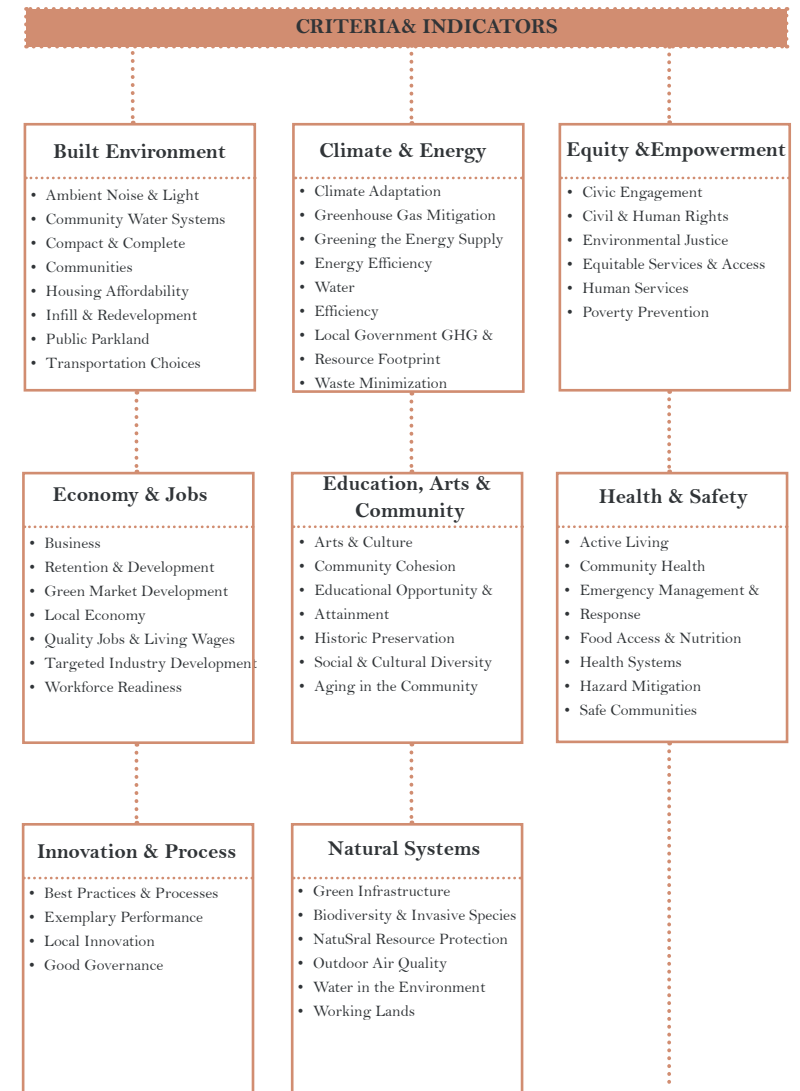 CRITERIA& INDICATORS
Built Environment
• Ambient Noise & Light
• Community Water Systems
• Compact & Complete
• Communities
• Housing Affordability
• Infill & Redevelopment
• Public Parkland
• Transportation Choices
Climate & Energy
• Climate Adaptation
• Greenhouse Gas Mitigation
• Greening the Energy Supply
• Energy Efficiency
• Water
• Efficiency
• Local Government GHG &
• Resource Footprint
• Waste Minimization
Equity &Empowerment
• Civic Engagement
• Civil & Human Rights
• Environmental Justice
• Equitable Services & Access
• Human Services
• Poverty Prevention
Economy & Jobs
• Business
• Retention & Development
• Green Market Development
• Local Economy
• Quality Jobs & Living Wages
• Targeted Industry Development
• Workforce Readiness
Education, Arts &
Community
• Arts & Culture
• Community Cohesion
• Educational Opportunity &
• Attainment
• Historic Preservation
• Social & Cultural Diversity
• Aging in the Community
Health & Safety
• Active Living
• Community Health
• Emergency Management &
• Response
• Food Access & Nutrition
• Health Systems
• Hazard Mitigation
• Safe Communities
Innovation & Process
• Best Practices & Processes
• Exemplary Performance
• Local Innovation
• Good Governance
Natural Systems
• Green Infrastructure
• Biodiversity & Invasive Species
• NatuSral Resource Protection
• Outdoor Air Quality
• Water in the Environment
• Working Lands